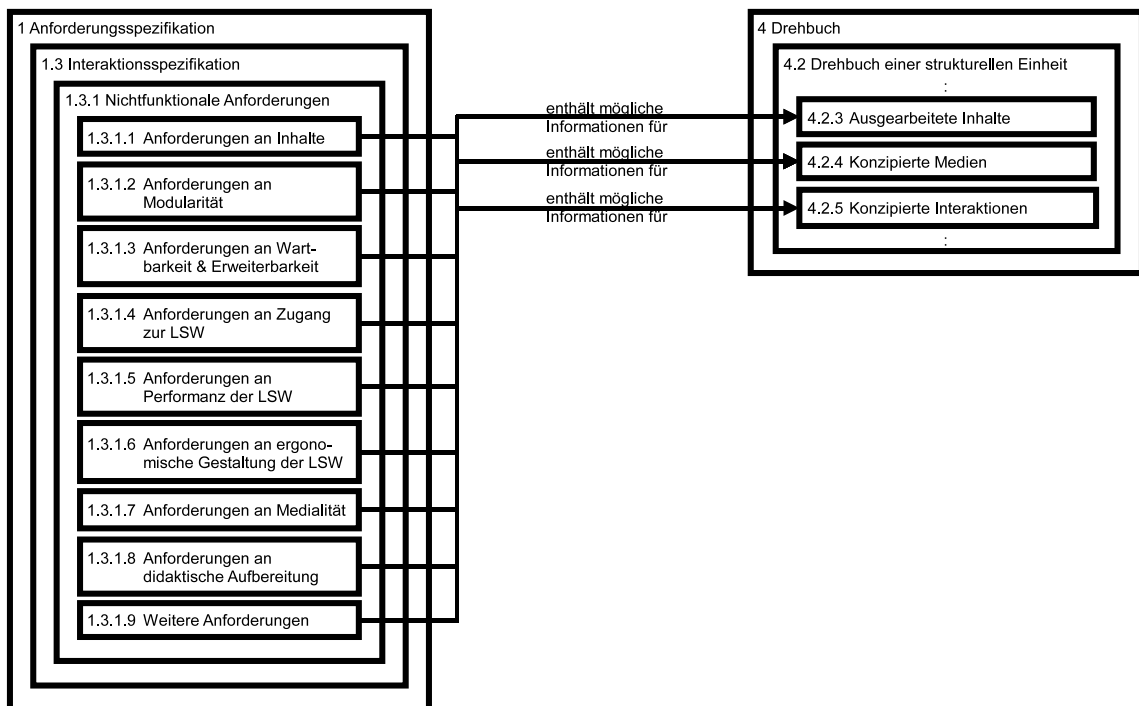 1 Anforderungsspezifikation
1.3 Interaktionsspezifikation
1.3.1 Nichtfunktionale Anforderungen
1.3.1.1 Anforderungen an Inhalte
1.3.1.2 Anforderungen an
Modularität
1.3.1.3 Anforderungen an Wart-
barkeit & Erweiterbarkeit
1.3.1.4 Anforderungen an Zugang
zur LSW
1.3.1.5 Anforderungen an
Performanz der LSW
1.3.1.6 Anforderungen an ergono-
mische Gestaltung der LSW
1.3.1.7 Anforderungen an Medialität
1.3.1.8 Anforderungen an
didaktische Aufbereitung
1.3.1.9 Weitere Anforderungen
enthält mögliche
Informationen für
enthält mögliche
Informationen für
enthält mögliche
Informationen für
4 Drehbuch
4.2 Drehbuch einer strukturellen Einheit
:
4.2.3 Ausgearbeitete Inhalte
4.2.4 Konzipierte Medien
4.2.5 Konzipierte Interaktionen
: